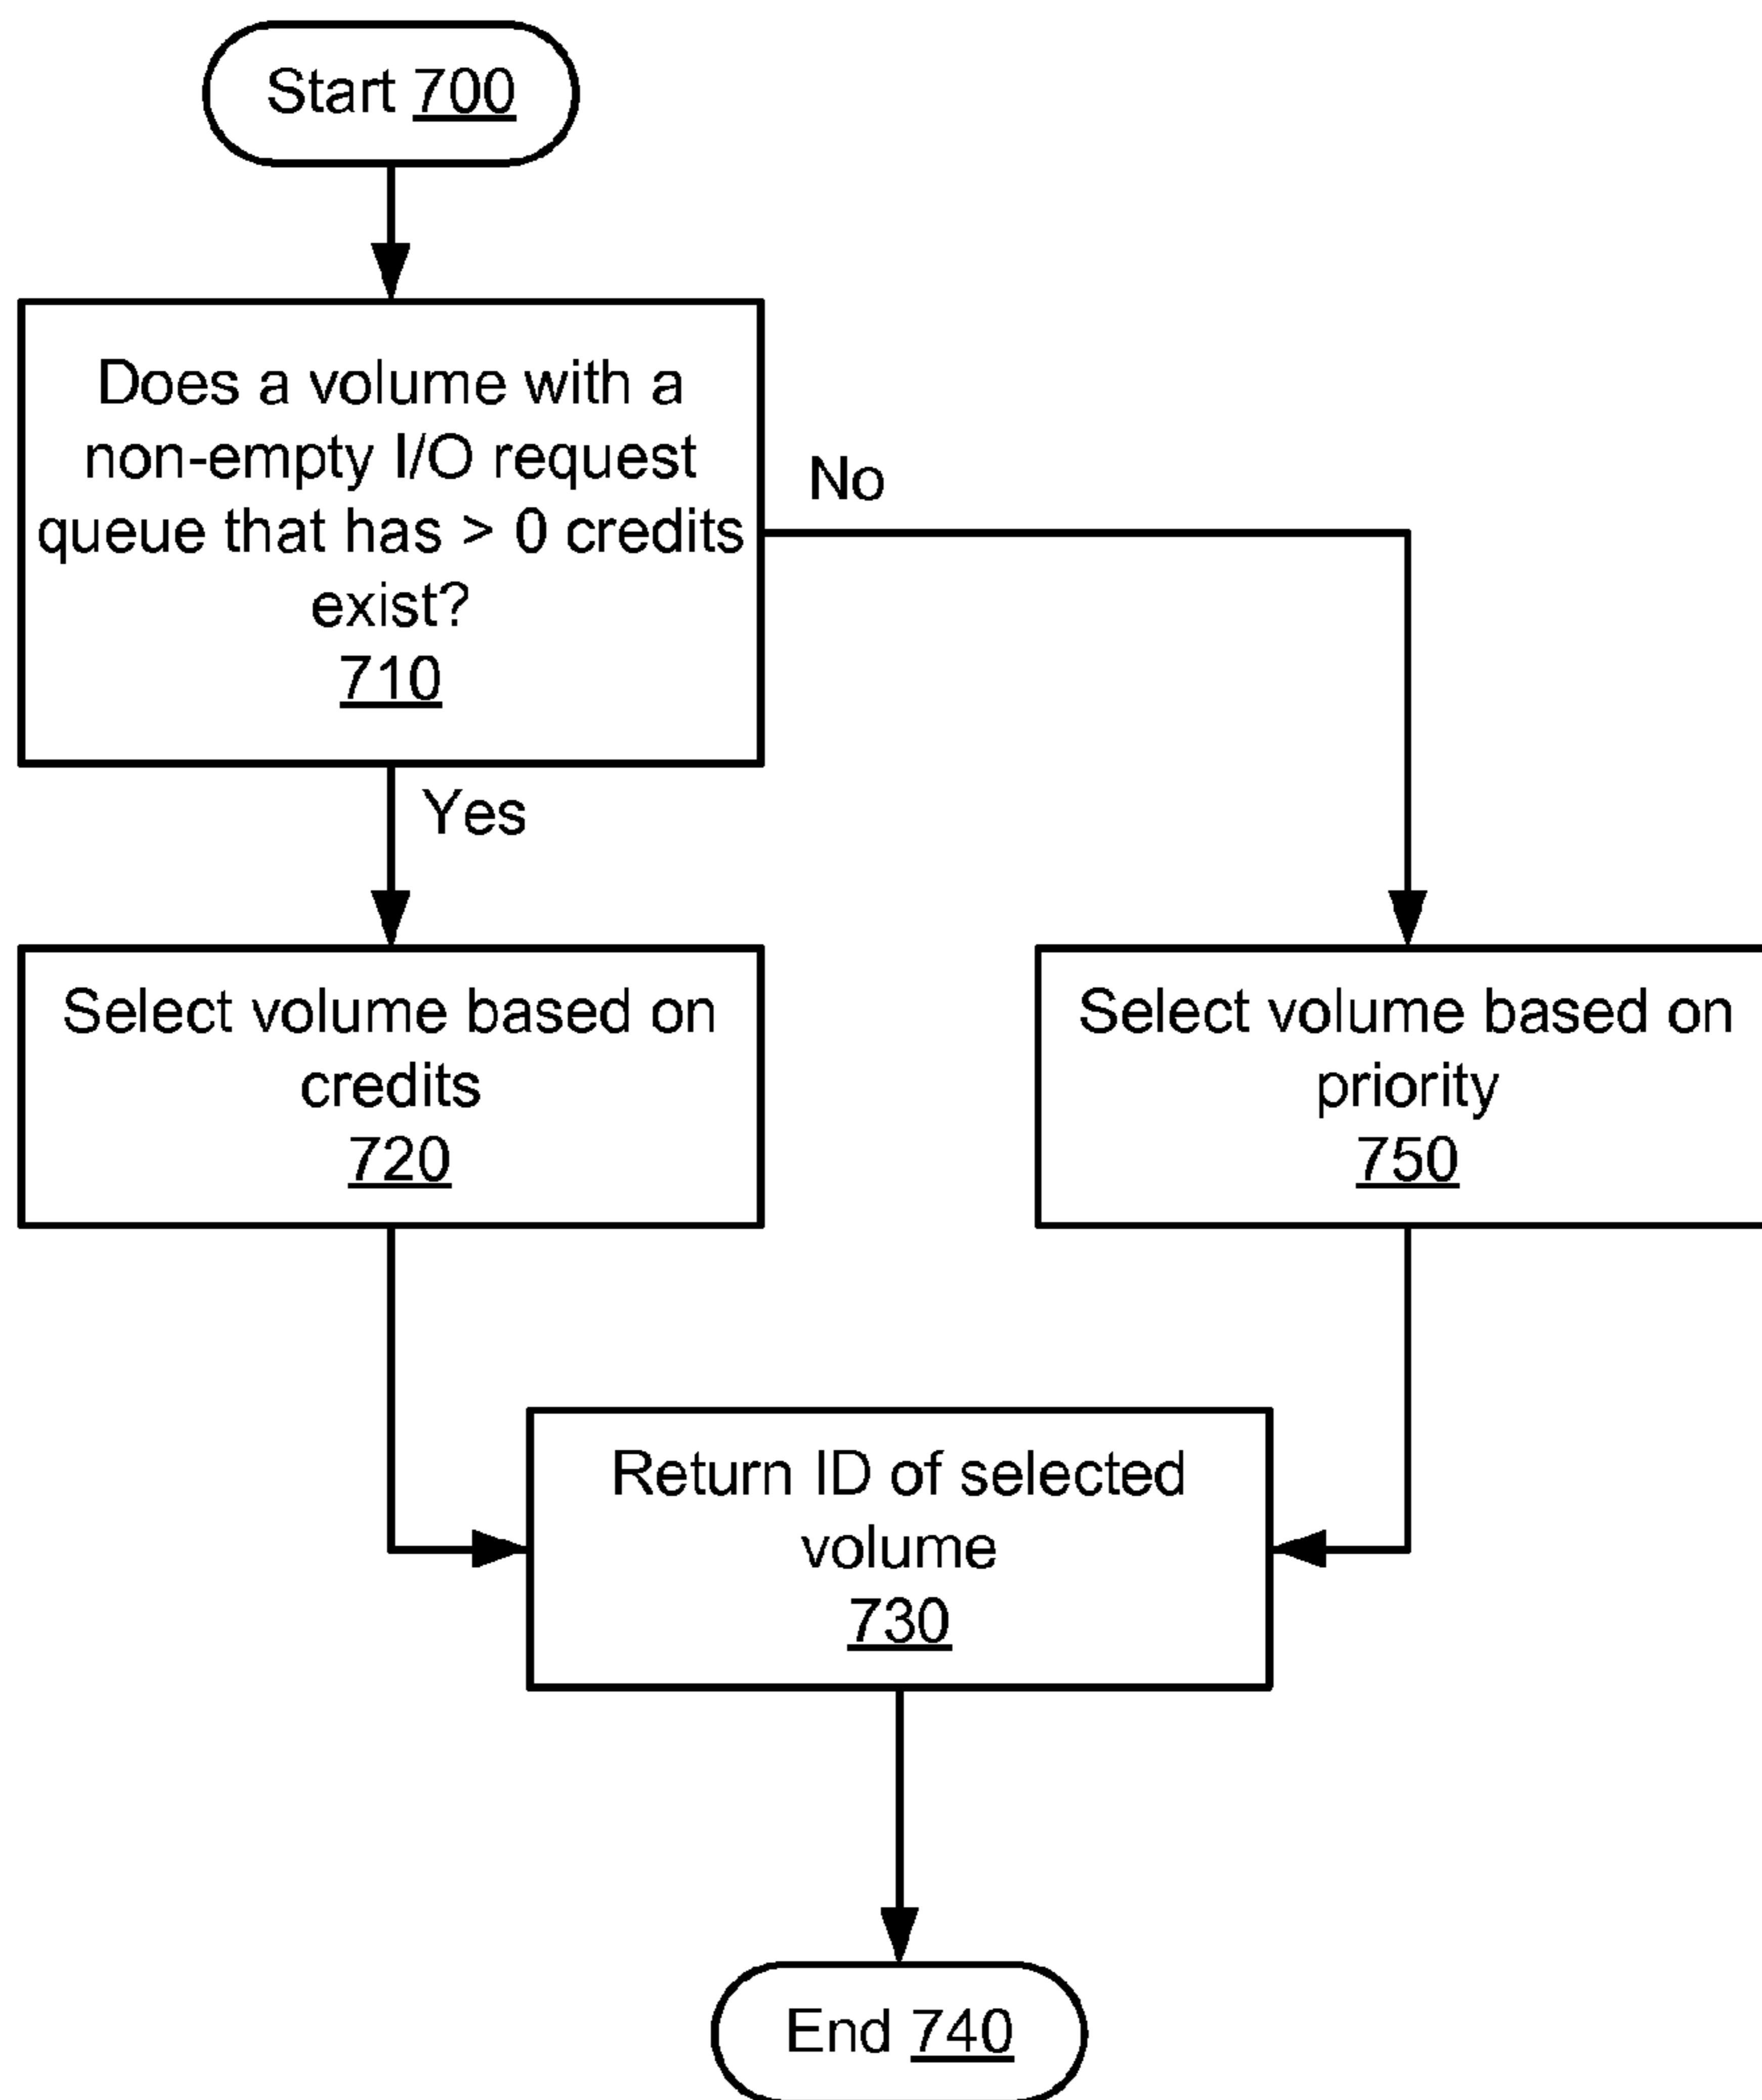 Start 700
Does a volume with a
non-empty I/O request
queue that has > 0 credits
exist?
710
No
Yes
Select volume based on
credits
720
Select volume based on
priority
750
Return ID of selected
volume
730
End 740